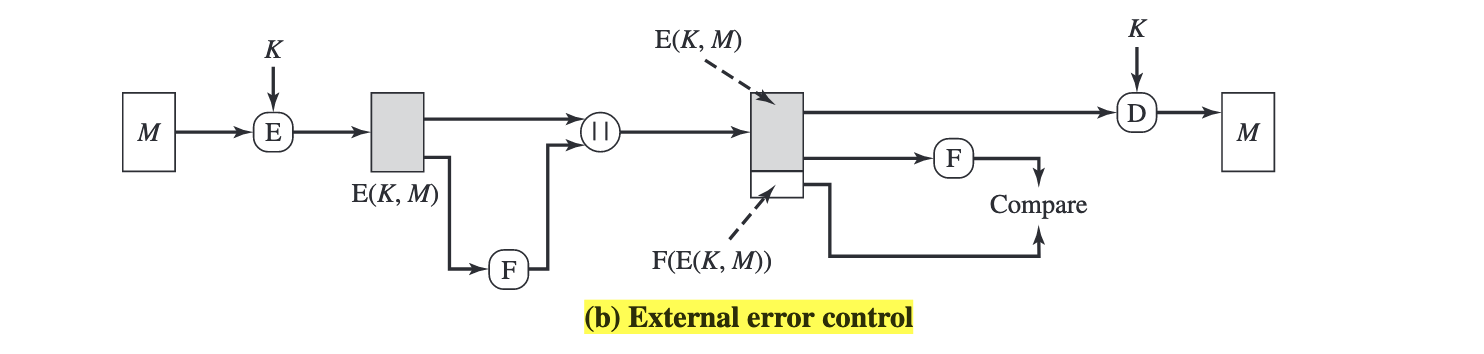 K
M
E
E(K, M)
F
||
E(K, M)
F(E(K, M))
F
Compare
K
D
M
(b) External error control